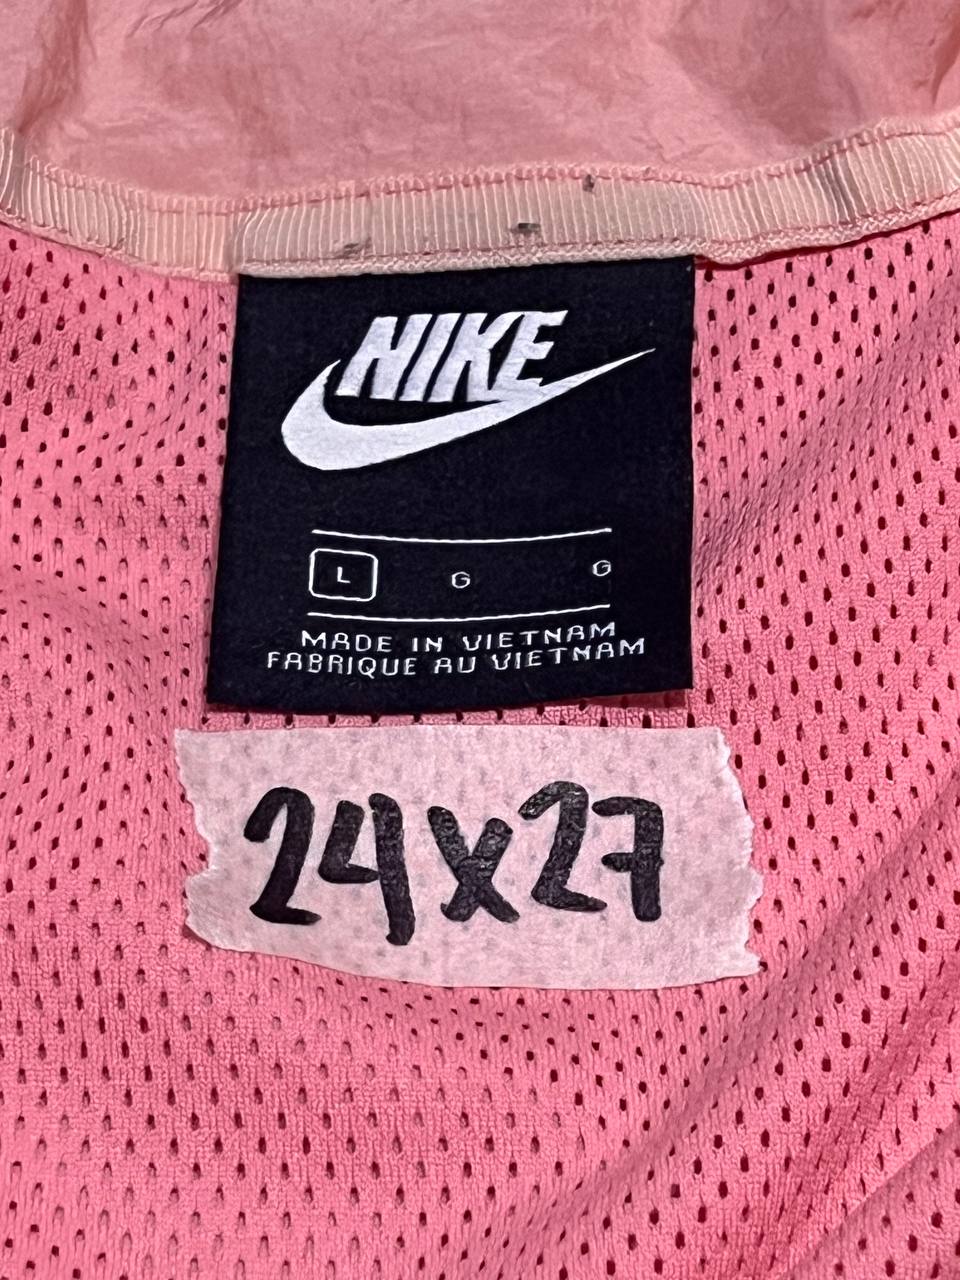 NIKE
L G G
MADE IN VIETNAM
FABRIQUE AU VIETNAM
24x27